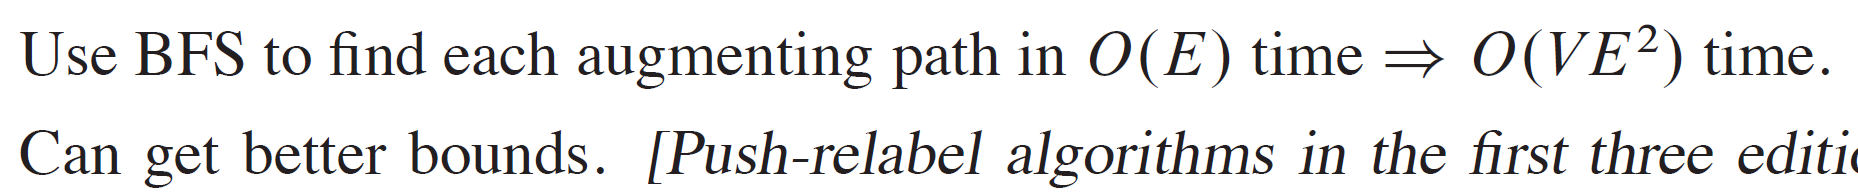 Use BFS to find each augmenting path in O(E) time ⇒ O(VE²) time.
Can get better bounds. [Push-relabel algorithms in the first three